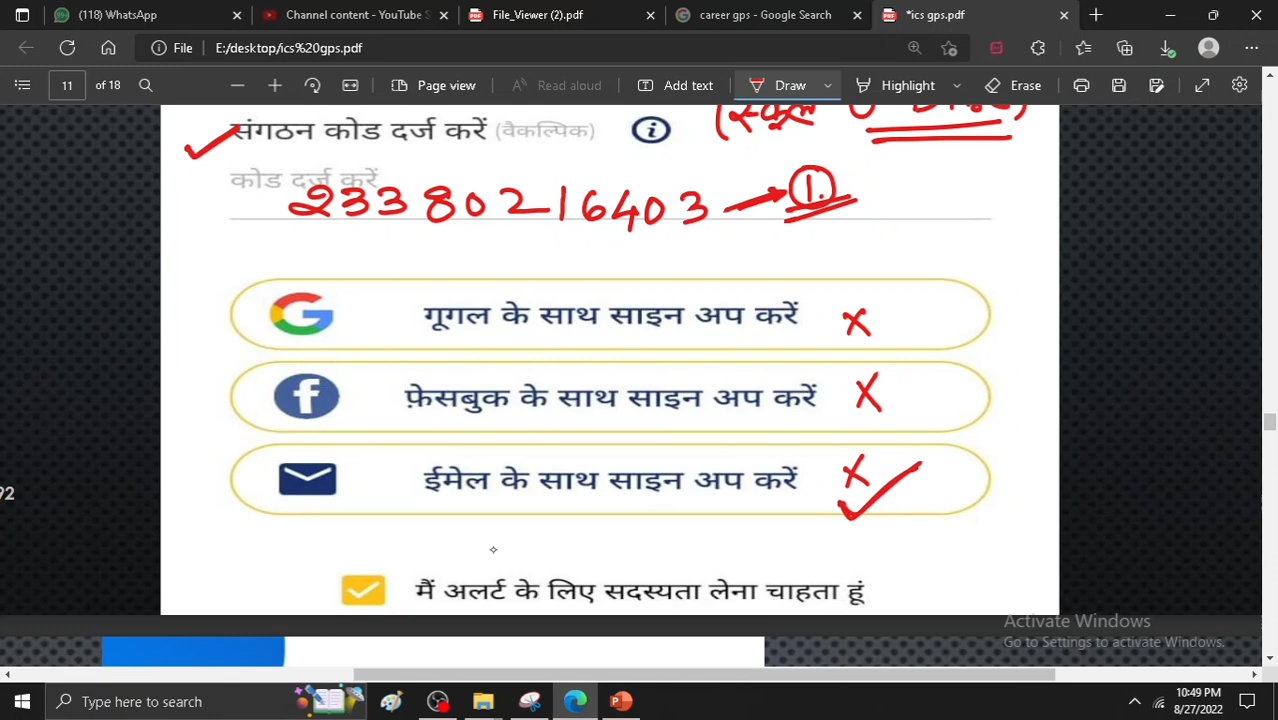 (118) WhatsApp
Channel content - YouTube S
File_Viewer (2).pdf
career gps - Google Search
*ics gps.pdf
File
E:/desktop/ics%20gps.pdf
11 of 18
Page view
Read aloud
Add text
Draw
Highlight
Erase
संगठन कोड दर्ज करें (वैकल्पिक)
कोड दर्ज करें
23380216403 → 1.
गूगल के साथ साइन अप करें
फ़ेसबुक के साथ साइन अप करें
ईमेल के साथ साइन अप करें
92
मैं अलर्ट के लिए सदस्यता लेना चाहता हूं
Activate Windows
Go to Settings to activate Windows.
Type here to search
10:49 PM
8/27/2022